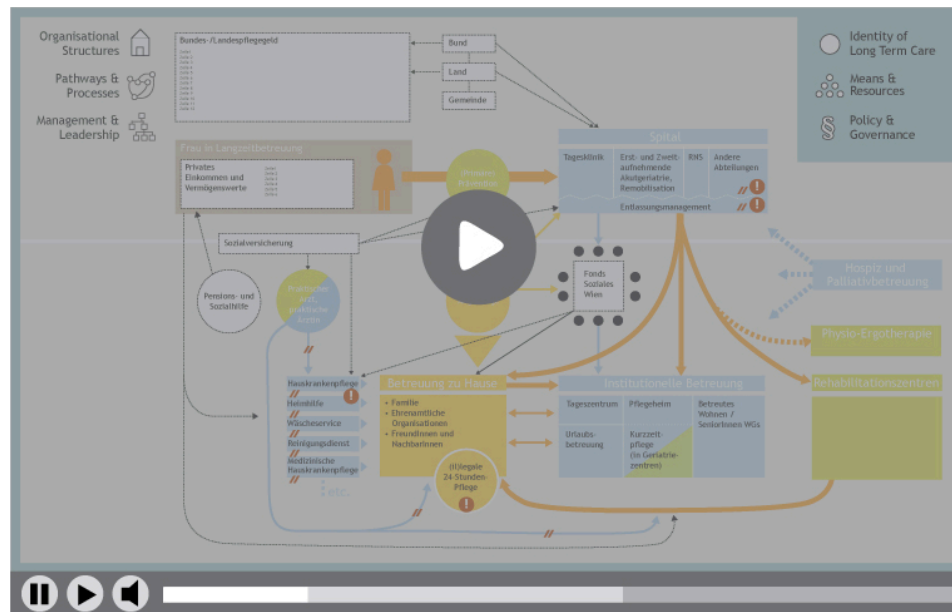 Organisational
Structures
Pathways &
Processes
Management &
Leadership
Bundes-/Landespflegegeld
Bund
Land
Gemeinde
Identity of
Long Term Care
Means &
Resources
§
Policy &
Governance
Frau in Langzeitbetreuung
Privates
Einkommen und
Vermögenswerte
Spital
Tagesklinik
Erst- und Zweit-
aufnehmende
Akutgeriatrie,
Remobilisation
RNS
Andere
Abteilungen
//
!
Entlassungsmanagement
//
!
Sozialversicherung
Pensions- und
Sozialhilfe
praktische
Ärzte
Fonds
Soziales
Wien
Hospiz und
Palliativbetreuung
Physio-Ergotherapie
Rehabilitationszentren
//
Hauskrankenpflege
//
!
Heimhilfe
//
Wäscheservice
//
Reinigungsdienst
//
Medizinische
Hauskrankenpflege
//
etc.
Betreuung zu Hause
• Familie
• Ehrenamtliche
Organisationen
• FreundInnen und
NachbarInnen
(il)legale
24-Stunden-
Pflege
!
Institutionelle Betreuung
Tageszentrum
Pflegeheim
Betreutes
Wohnen /
SeniorInnen WGs
Urlaubs-
betreuung
Kurzzeit-
pflege
(in Geriatrie-
zentren)
//
//